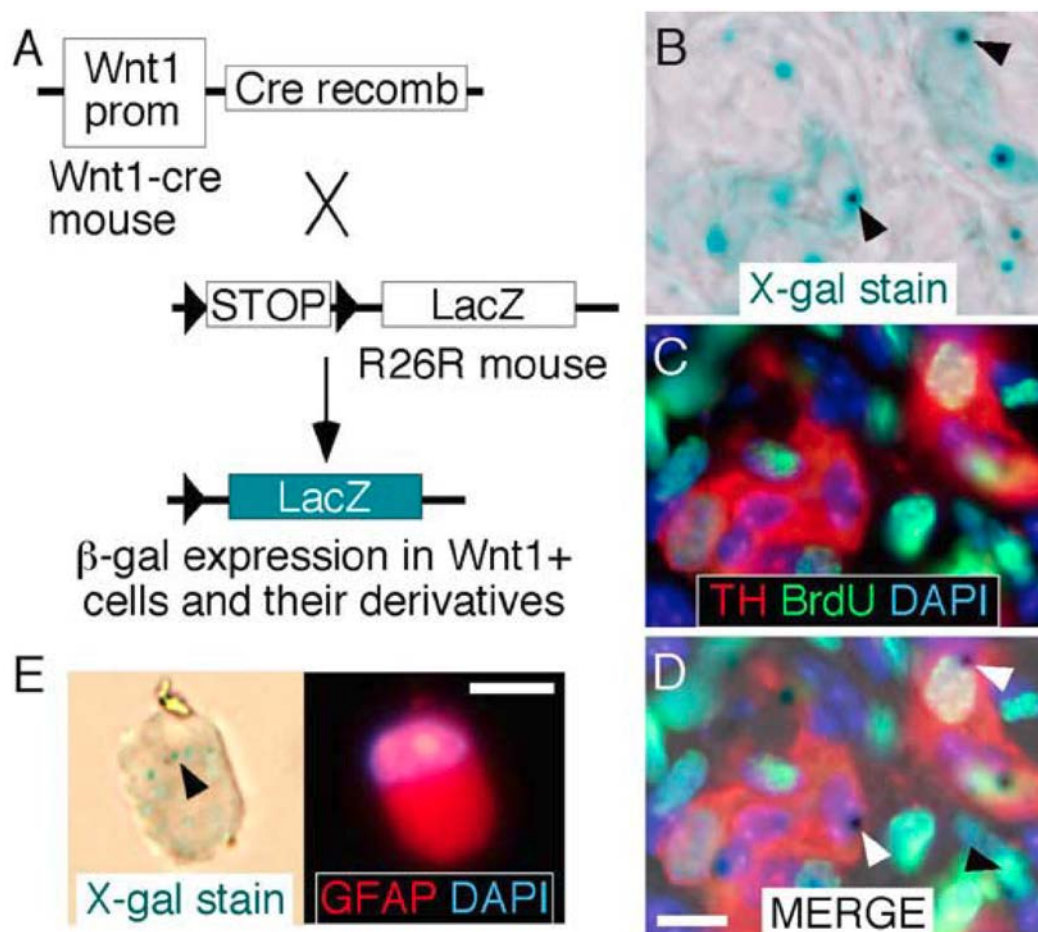 A
Wnt1
prom
Cre recomb
Wnt1-cre
mouse
STOP
LacZ
R26R mouse
LacZ
β-gal expression in Wnt1+
cells and their derivatives
B
X-gal stain
C
TH BrdU DAPI
D
MERGE
E
X-gal stain
GFAP DAPI